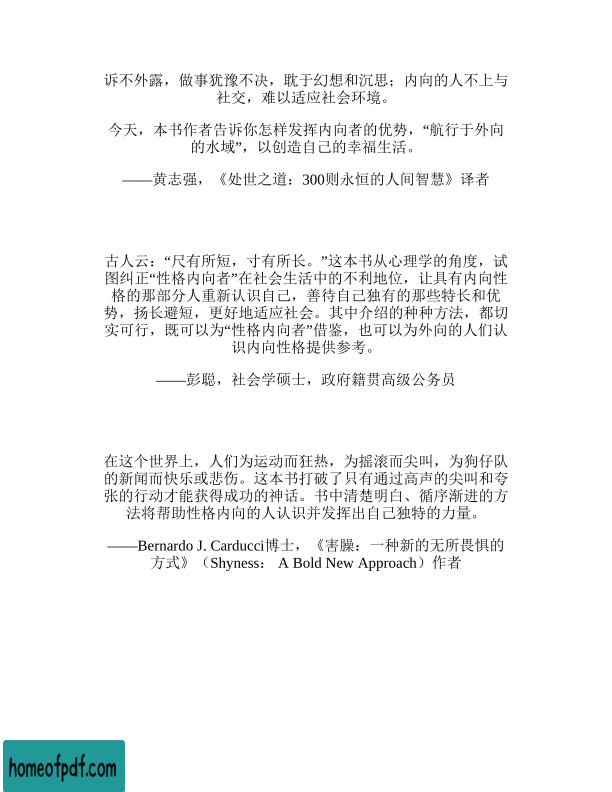 诉不外露，做事犹豫不决，耽于幻想和沉思；内向的人不上与
社交，难以适应社会环境。
今天，本书作者告诉你怎样发挥内向者的优势，“航行于外向
的水域”，以创造自己的幸福生活。
——黄志强，《处世之道：300则永恒的人间智慧》译者
古人云：“尺有所短，寸有所长。”这本书从心理学的角度，试
图纠正“性格内向者”在社会生活中的不利地位，让具有内向性
格的那部分人重新认识自己，善待自己独有的那些特长和优
势，扬长避短，更好地适应社会。其中介绍的种种方法，都切
实可行，既可以为“性格内向者”借鉴，也可以为外向的人们认
识内向性格提供参考。
——彭聪，社会学硕士，政府籍贯高级公务员
在这个世界上，人们为运动而狂热，为摇滚而尖叫，为狗仔队
的新闻而快乐或悲伤。这本书打破了只有通过高声的尖叫和夸
张的行动才能获得成功的神话。书中清楚明白、循序渐进的方
法将帮助性格内向的人认识并发挥出自己独特的力量。
——Bernardo J. Carducci博士，《害臊：一种新的无所畏惧的
方式》（Shyness： A Bold New Approach）作者
homeofpdf.com